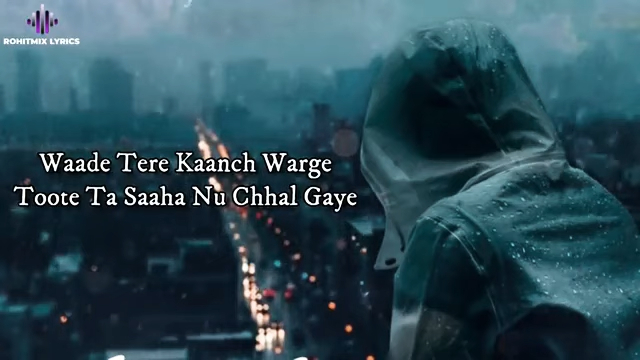 ROHITMIX LYRICS
Waade Tere Kaanch Warge
Toote Ta Saaha Nu Chhal Gaye